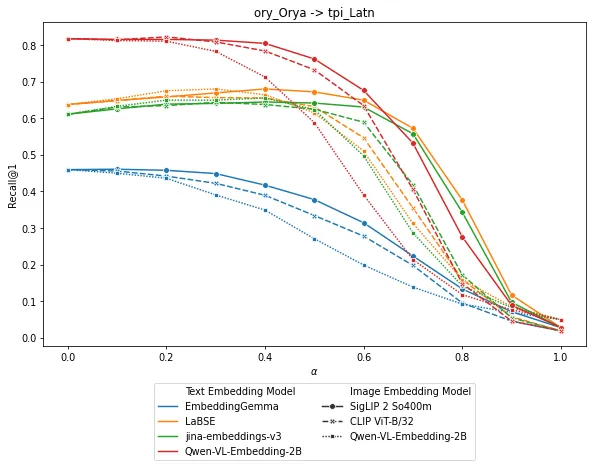 ory_Orya -> tpi_Latn
Recall@1
0.8
0.7
0.6
0.5
0.4
0.3
0.2
0.1
0.0
0.0 0.2 0.4 0.6 0.8 1.0
α
Text Embedding Model
EmbeddingGemma
LaBSE
jina-embeddings-v3
Qwen-VL-Embedding-2B
Image Embedding Model
SigLIP 2 So400m
CLIP ViT-B/32
Qwen-VL-Embedding-2B